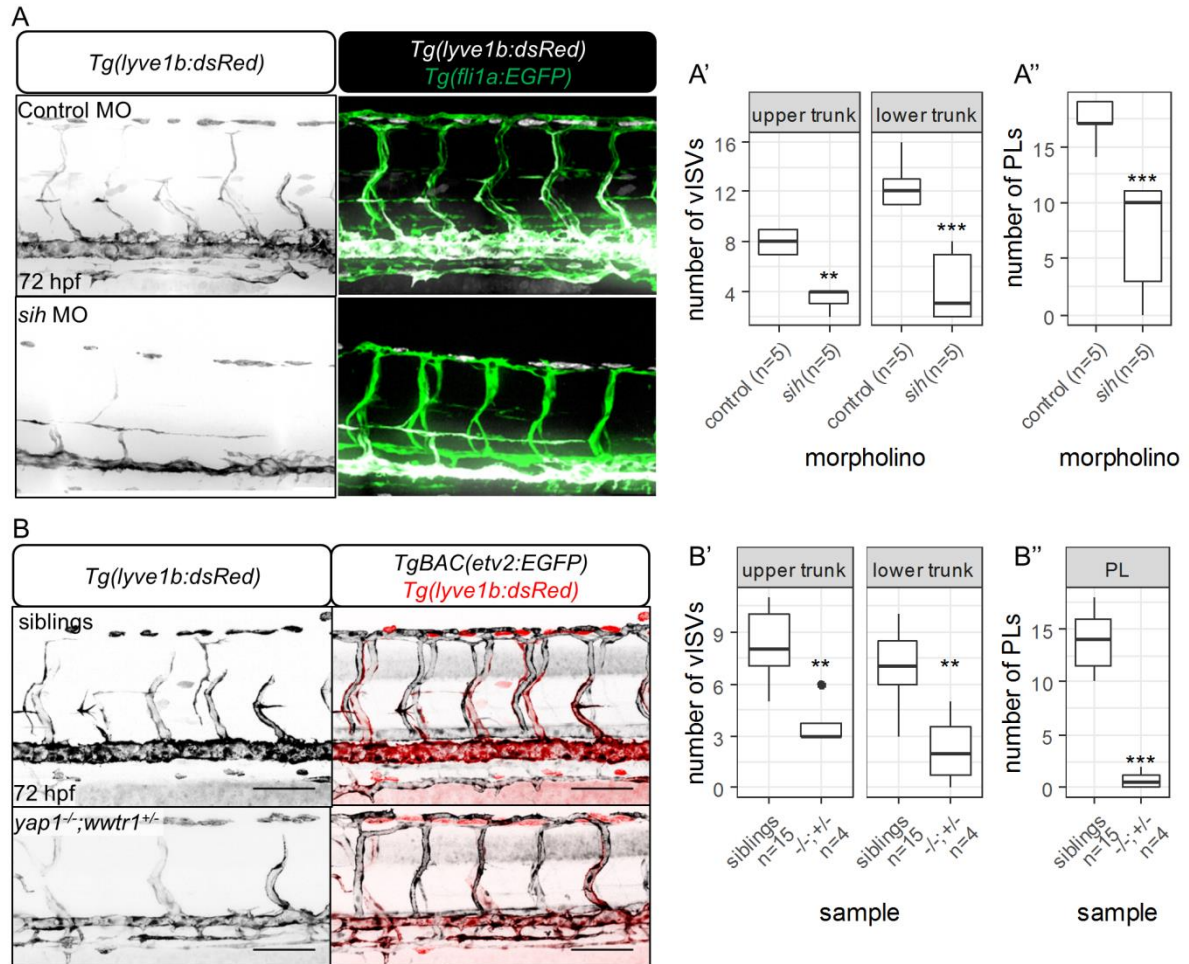 A
Tg(lyve1b:dsRed)
Tg(lyve1b:dsRed)
Tg(fli1a:EGFP)
Control MO
72 hpf
sih MO
A'
upper trunk
lower trunk
number of vISVs
16
12
8
4
**
***
control (n=5)
sih (n=5)
control (n=5)
sih (n=5)
morpholino
A''
number of PLs
15
10
5
0
***
control (n=5)
sih (n=5)
morpholino
B
Tg(lyve1b:dsRed)
TgBAC(etv2:EGFP)
Tg(lyve1b:dsRed)
siblings
72 hpf
yap1-/-;wwtr1+/-
B'
upper trunk
lower trunk
number of vISVs
9
6
3
0
**
**
siblings
n=15
-/-;+/-
n=4
siblings
n=15
-/-;+/-
n=4
sample
B''
PL
number of PLs
15
10
5
0
***
siblings
n=15
-/-;+/-
n=4
sample